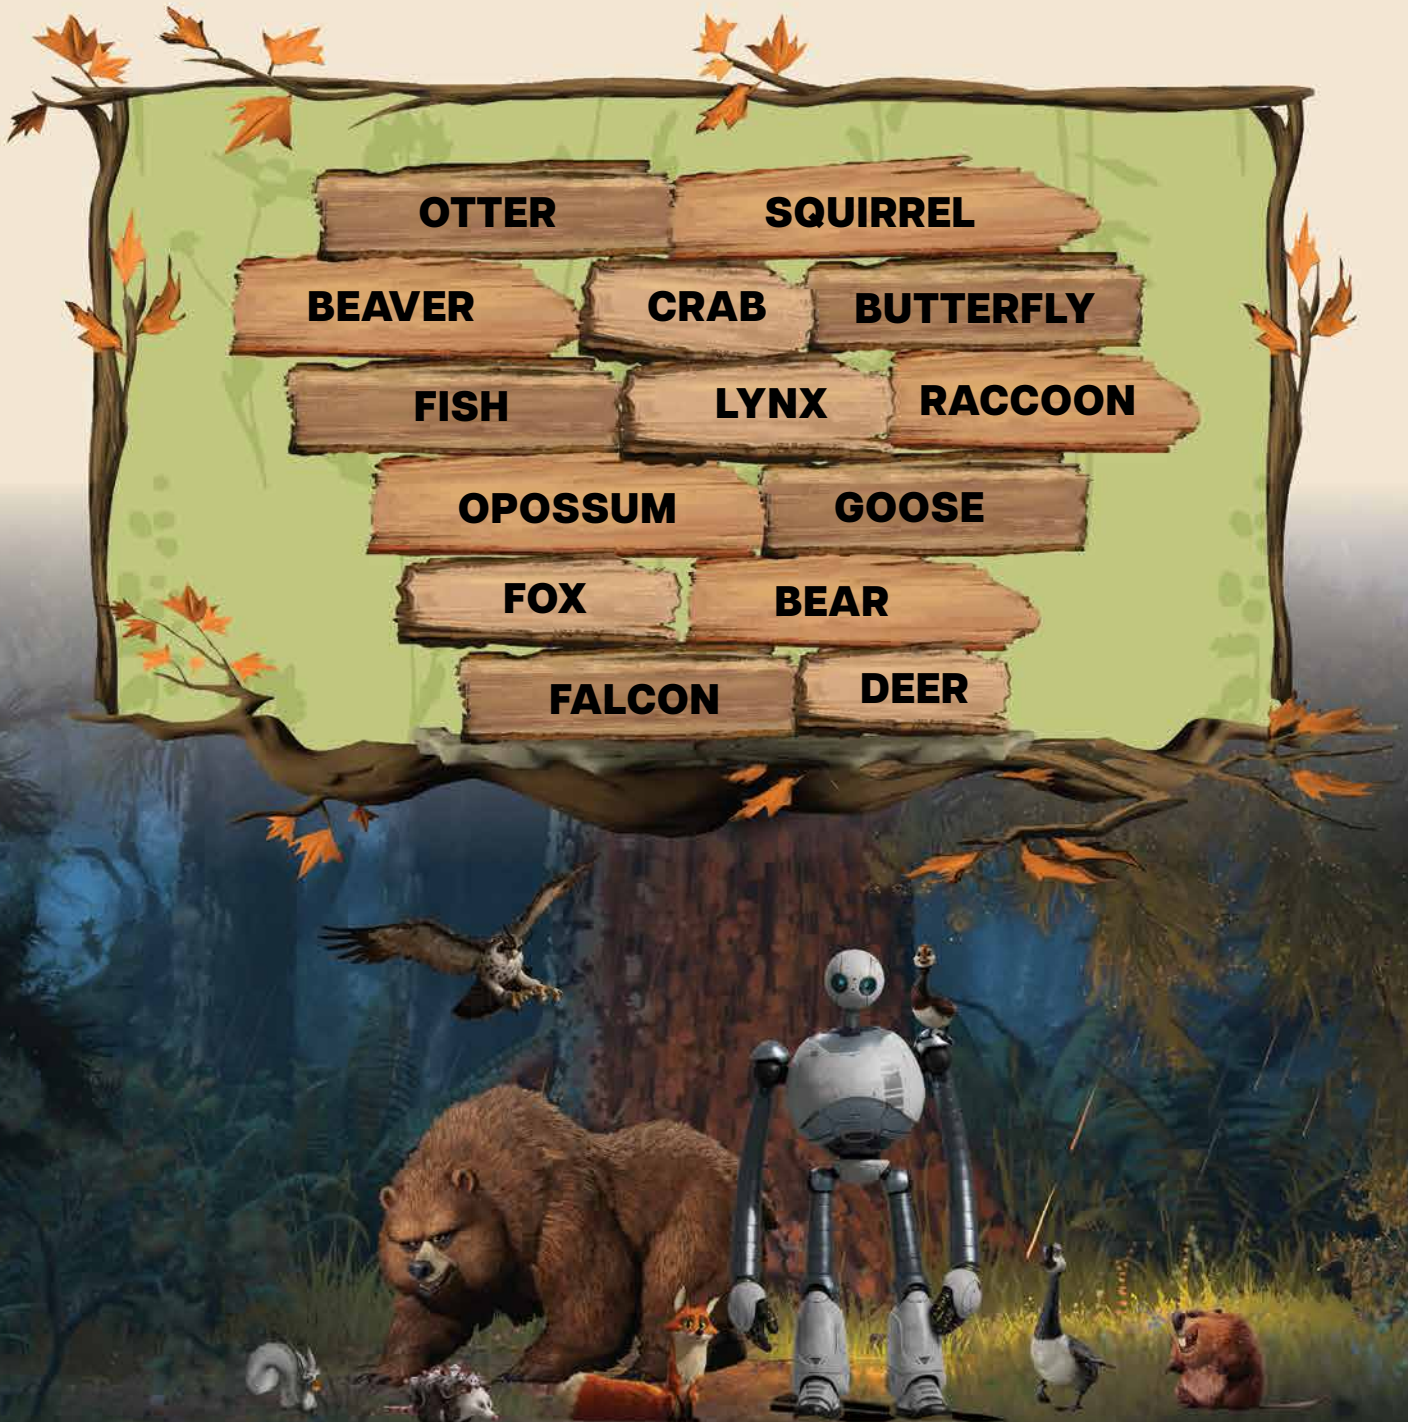 OTTER SQUIRREL
BEAVER CRAB BUTTERFLY
FISH LYNX RACCOON
OPOSSUM GOOSE
FOX BEAR
FALCON DEER